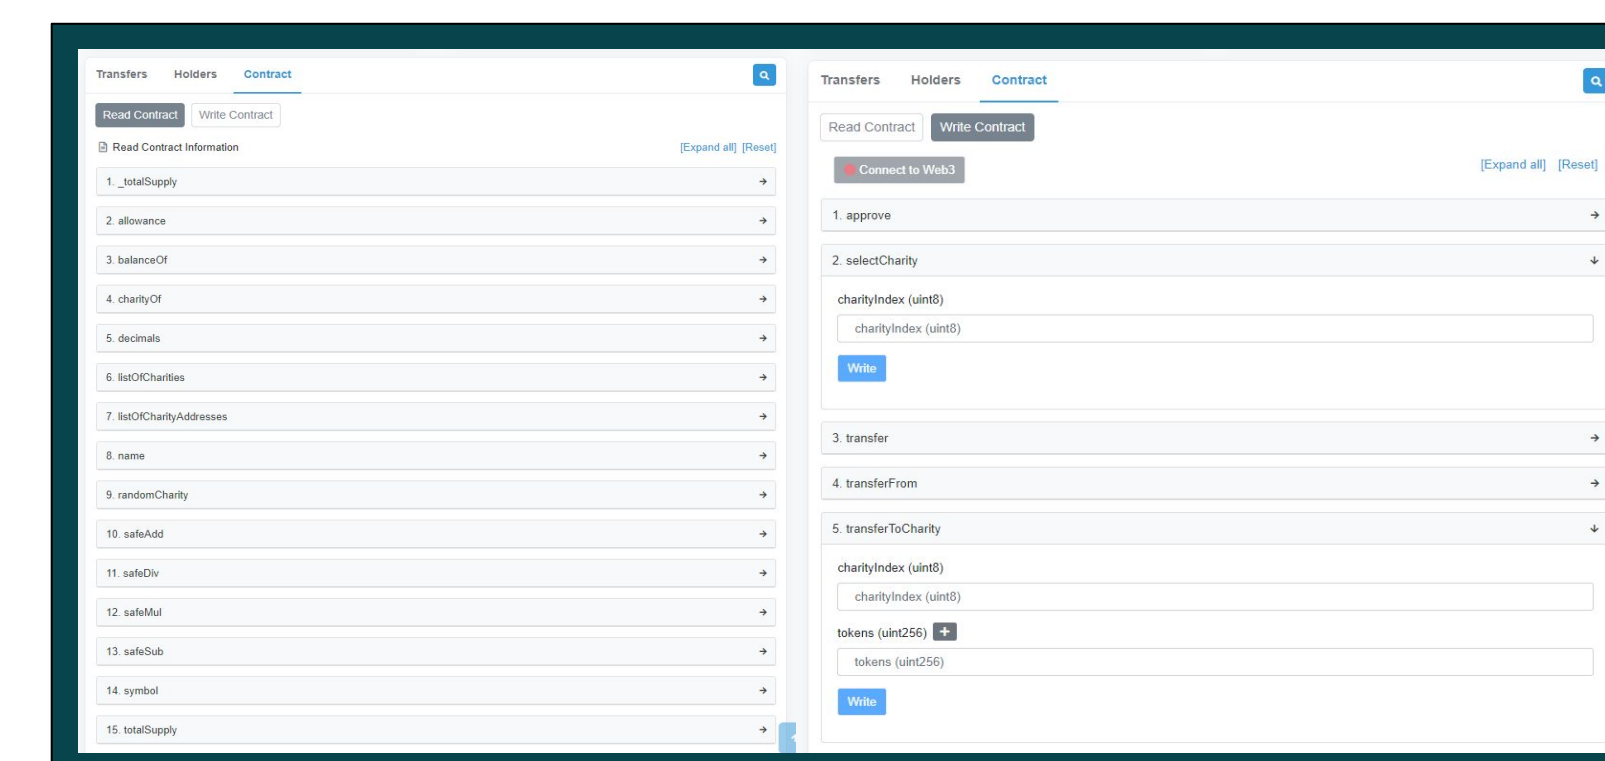 Transfers Holders Contract
Read Contract Write Contract
Read Contract Information [Expand all] [Reset]
1. _totalSupply
2. allowance
3. balanceOf
4. charityOf
5. decimals
6. listOfCharities
7. listOfCharityAddresses
8. name
9. randomCharity
10. safeAdd
11. safeDiv
12. safeMul
13. safeSub
14. symbol
15. totalSupply
Transfers Holders Contract
Read Contract Write Contract
Connect to Web3 [Expand all] [Reset]
1. approve
2. selectCharity
charityIndex (uint8)
charityIndex (uint8)
Write
3. transfer
4. transferFrom
5. transferToCharity
charityIndex (uint8)
charityIndex (uint8)
tokens (uint256) +
tokens (uint256)
Write